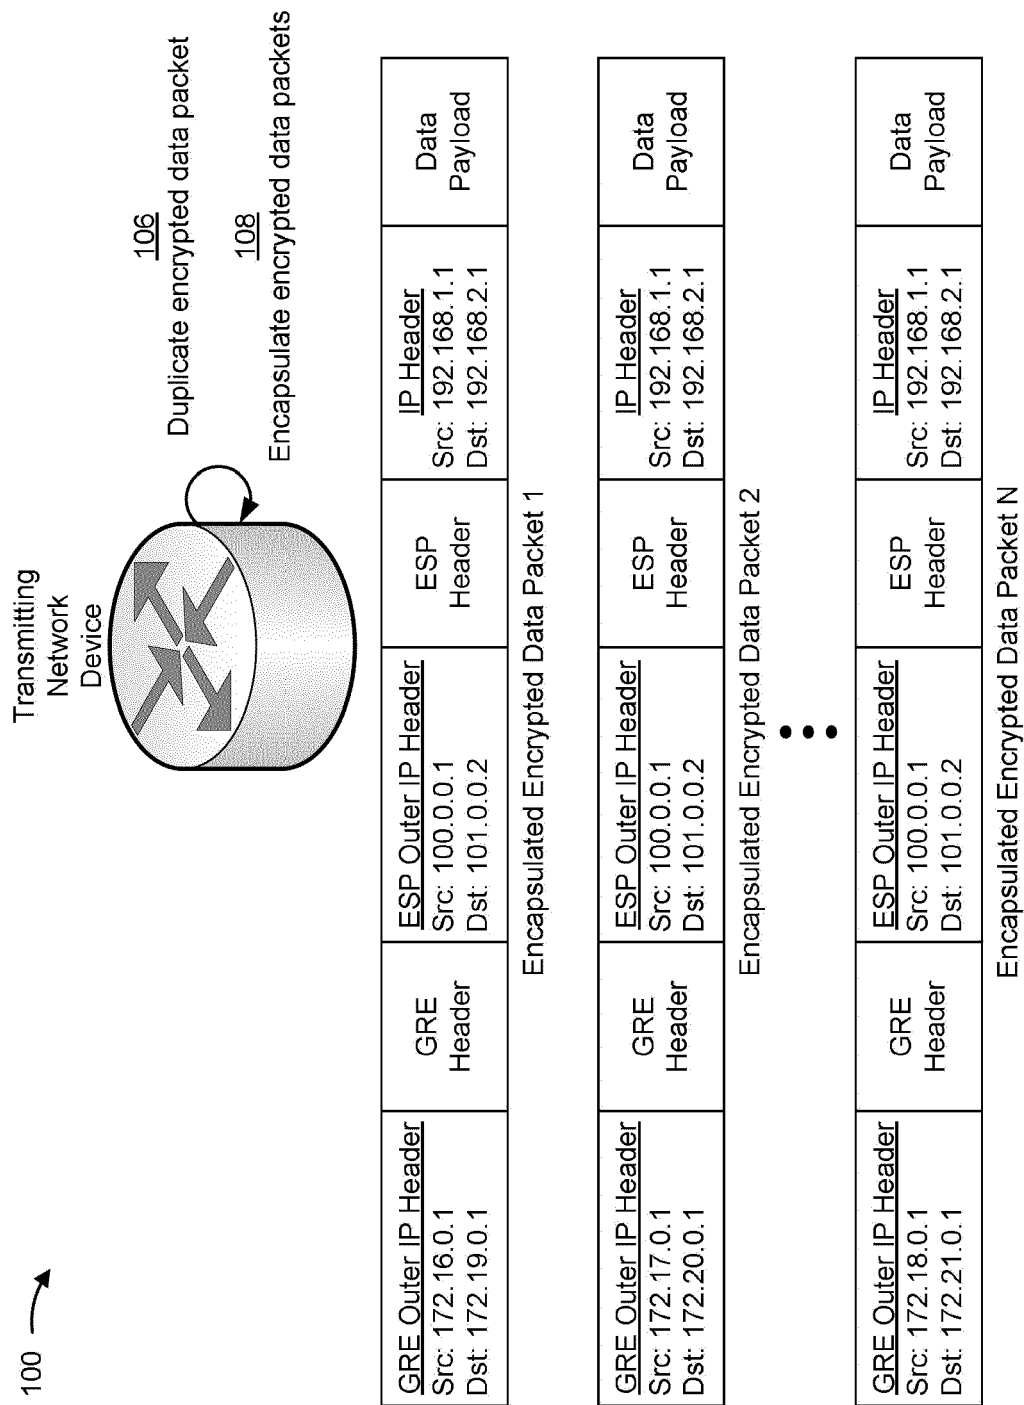 100
Transmitting
Network
Device
106
Duplicate encrypted data packet
108
Encapsulate encrypted data packets
GRE Outer IP Header
Src: 172.16.0.1
Dst: 172.19.0.1
GRE
Header
ESP Outer IP Header
Src: 100.0.0.1
Dst: 101.0.0.2
ESP
Header
IP Header
Src: 192.168.1.1
Dst: 192.168.2.1
Data
Payload
Encapsulated Encrypted Data Packet 1
GRE Outer IP Header
Src: 172.17.0.1
Dst: 172.20.0.1
GRE
Header
ESP Outer IP Header
Src: 100.0.0.1
Dst: 101.0.0.2
ESP
Header
IP Header
Src: 192.168.1.1
Dst: 192.168.2.1
Data
Payload
Encapsulated Encrypted Data Packet 2
GRE Outer IP Header
Src: 172.18.0.1
Dst: 172.21.0.1
GRE
Header
ESP Outer IP Header
Src: 100.0.0.1
Dst: 101.0.0.2
ESP
Header
IP Header
Src: 192.168.1.1
Dst: 192.168.2.1
Data
Payload
Encapsulated Encrypted Data Packet N